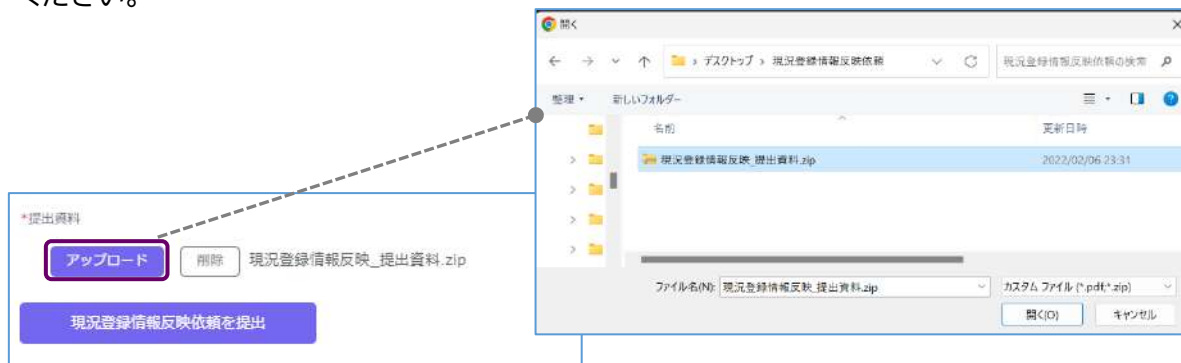 ください。
開く
デスクトップ › 現況登録情報反映依頼
現況登録情報反映依頼の検索
整理
新しいフォルダー
名前
更新日時
現況登録情報反映_提出資料.zip
2022/02/06 23:31
ファイル名(N):
現況登録情報反映_提出資料.zip
カスタム ファイル (*.pdf;*.zip)
開く(O)
キャンセル
*提出資料
アップロード
削除
現況登録情報反映_提出資料.zip
現況登録情報反映依頼を提出